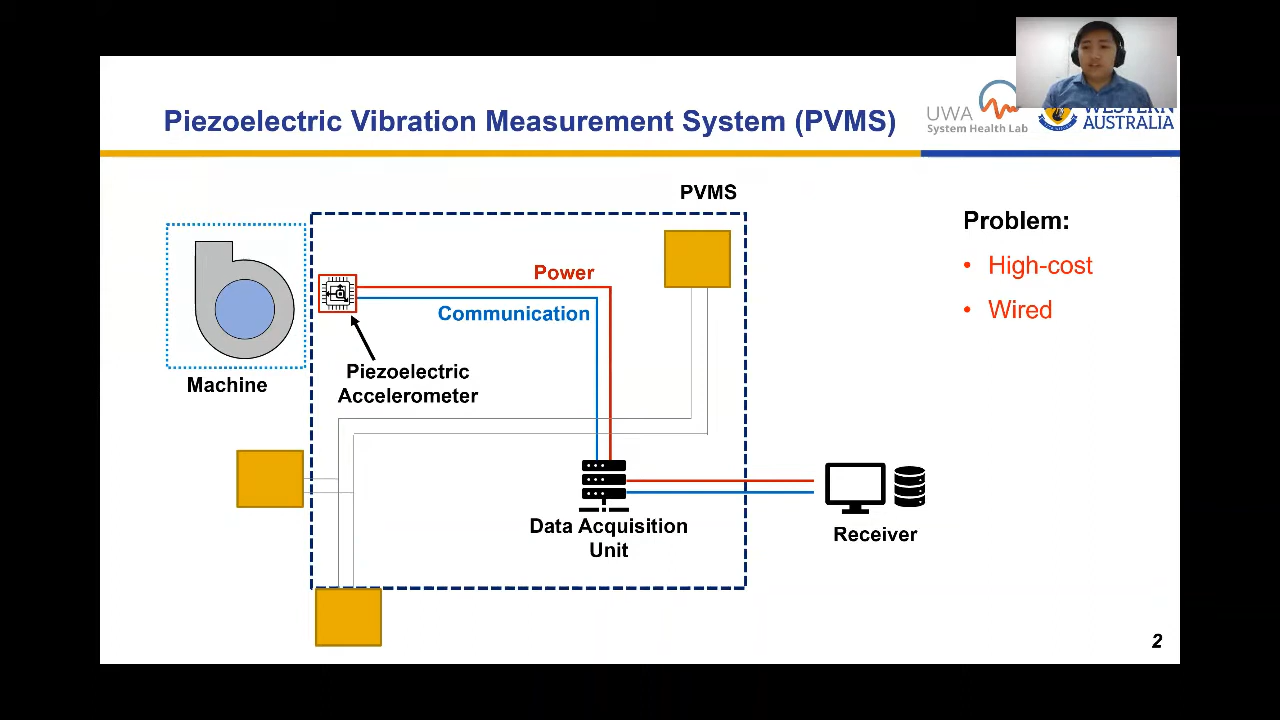 Piezoelectric Vibration Measurement System (PVMS)
UWA
System Health Lab
WESTERN
AUSTRALIA
PVMS
Problem:
• High-cost
• Wired
Power
Communication
Piezoelectric
Accelerometer
Machine
Data Acquisition
Unit
Receiver
2